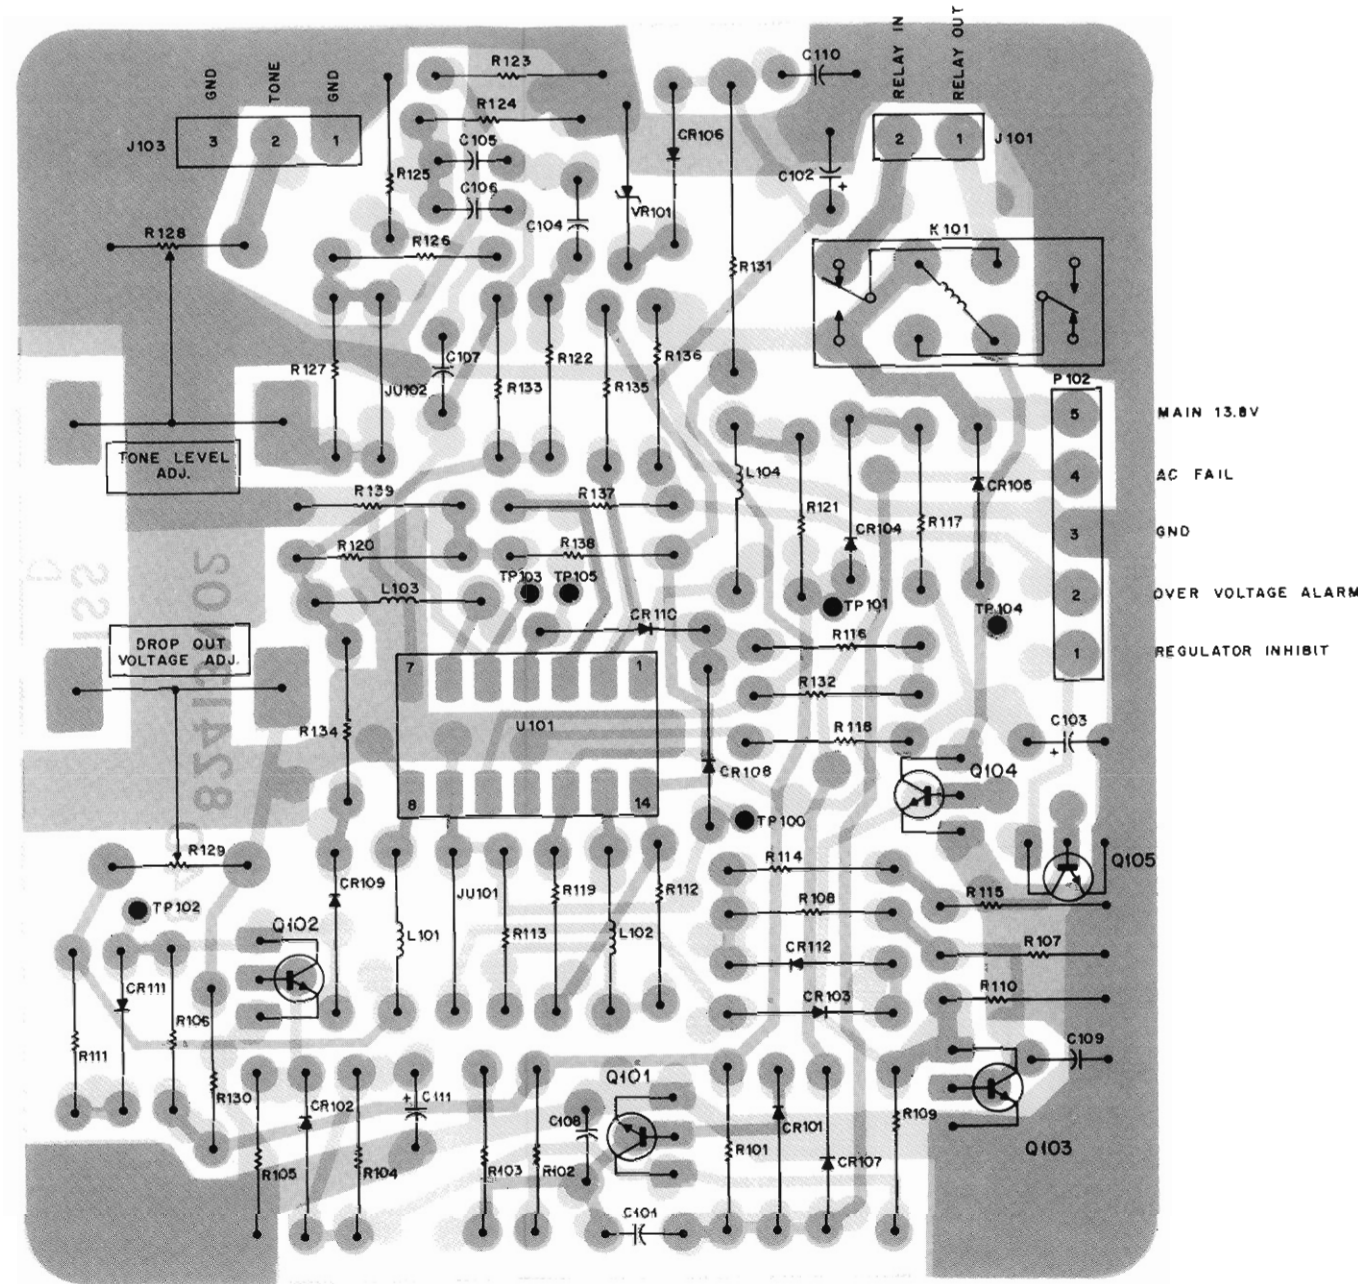 RELAY IN
RELAY OUT
C110
R123
GND
TONE
GND
R124
CR106
J103
3
2
1
C105
2
1
J101
R125
C106
C102
+
VR101
R128
C104
R126
K101
R131
C107
R127
JU102
R133
R122
R135
R136
P102
5
MAIN 13.8V
TONE LEVEL
ADJ.
L104
4
AC FAIL
R139
R137
R121
CR104
R117
CR105
3
GND
R120
R138
TP103
TP105
L103
TP101
TP104
2
OVER VOLTAGE ALARM
CR110
R116
DROP OUT
VOLTAGE ADJ.
1
REGULATOR INHIBIT
7
1
R132
R134
U101
R118
C103
+
CR108
Q104
8
14
TP100
R129
R114
Q105
CR109
JU101
R119
R112
R115
TP102
R108
Q102
L101
R113
L102
R107
CR112
CR111
R110
CR103
R106
R111
C109
R130
CR102
+
C111
Q101
R109
C108
CR101
Q103
R105
R104
R103
R102
R101
CR107
C101
824II3AI02
ISS